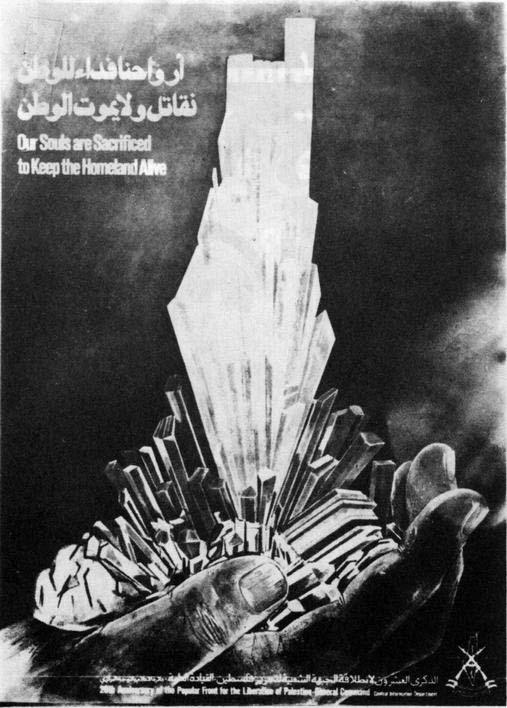 أرواحنا فداء للوطن
نقاتل ولا يموت الوطن
Our Souls are Sacrificed
to Keep the Homeland Alive
الذكرى العشرون لانطلاقة الجبهة الشعبية لتحرير فلسطين - القيادة العامة
20th Anniversary of the Popular Front for the Liberation of Palestine-General Command Central Information Department